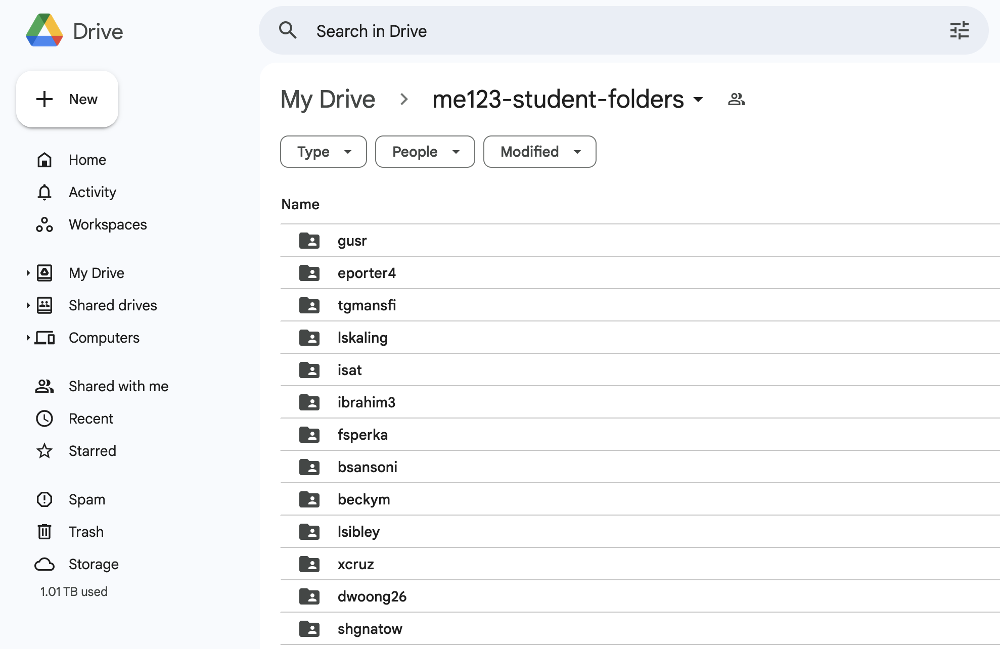 Drive
Search in Drive
New
Home
Activity
Workspaces
My Drive
Shared drives
Computers
Shared with me
Recent
Starred
Spam
Trash
Storage
1.01 TB used
My Drive > me123-student-folders
Type People Modified
Name
gusr
eporter4
tgmansfi
lskaling
isat
ibrahim3
fsperka
bsansoni
beckym
lsibley
xcruz
dwoong26
shgnatow